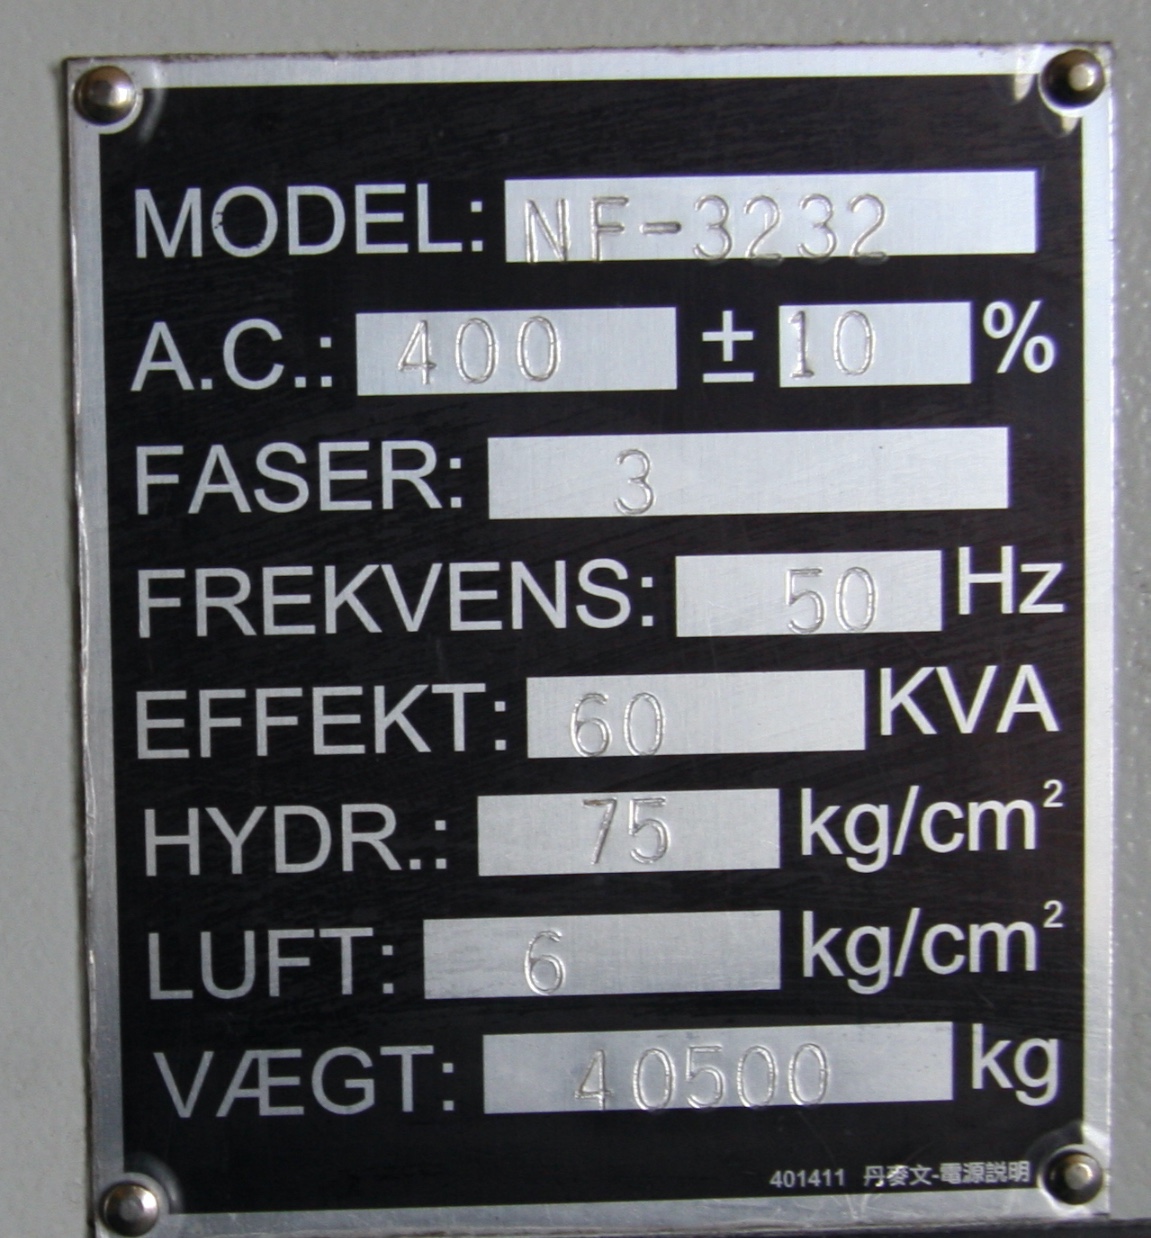 MODEL: NF-3232
A.C.: 400 ± 10 %
FASER: 3
FREKVENS: 50 Hz
EFFEKT: 60 KVA
HYDR.: 75 kg/cm²
LUFT: 6 kg/cm²
VÆGT: 40500 kg
401411 丹麥文-電源説明